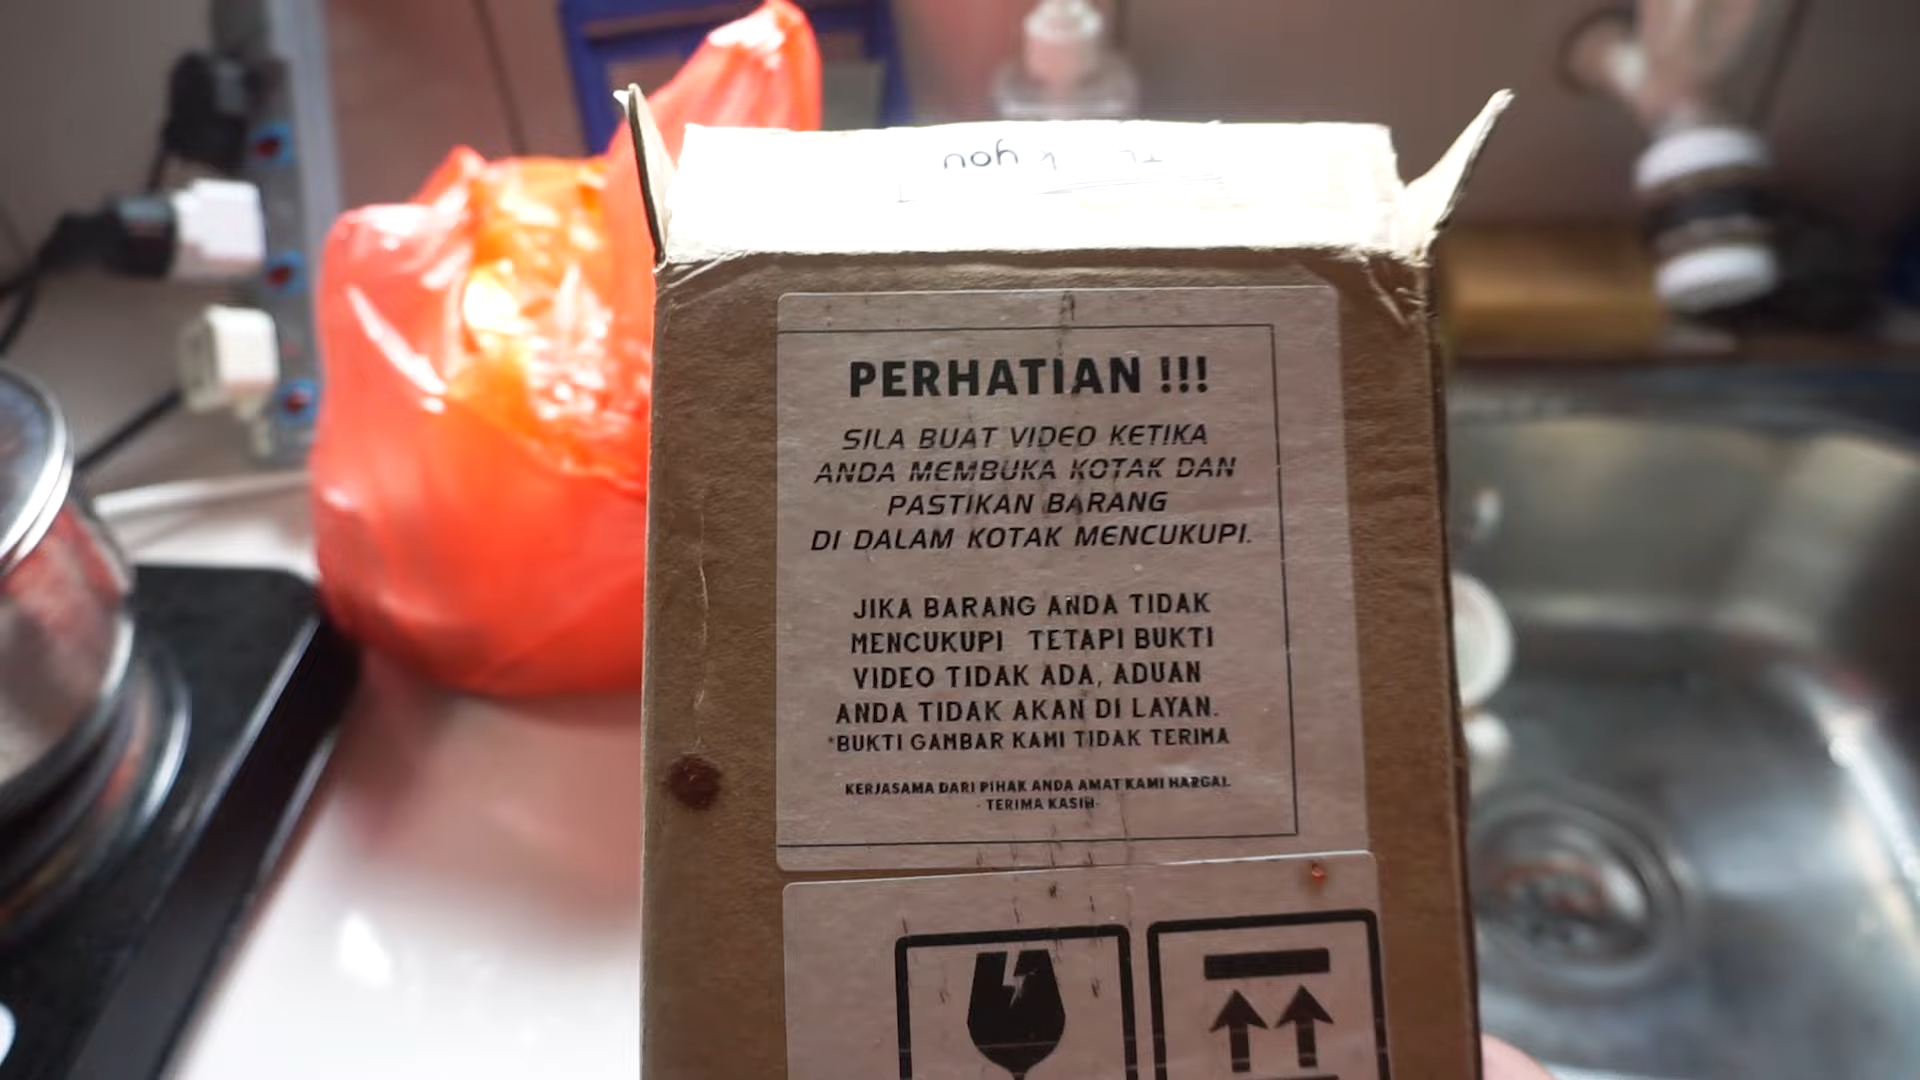 you
PERHATIAN !!!
SILA BUAT VIDEO KETIKA
ANDA MEMBUKA KOTAK DAN
PASTIKAN BARANG
DI DALAM KOTAK MENCUKUPI.
JIKA BARANG ANDA TIDAK
MENCUKUPI TETAPI BUKTI
VIDEO TIDAK ADA, ADUAN
ANDA TIDAK AKAN DI LAYAN.
*BUKTI GAMBAR KAMI TIDAK TERIMA
KERJASAMA DARI PIHAK ANDA AMAT KAMI HARGAI.
- TERIMA KASIH-